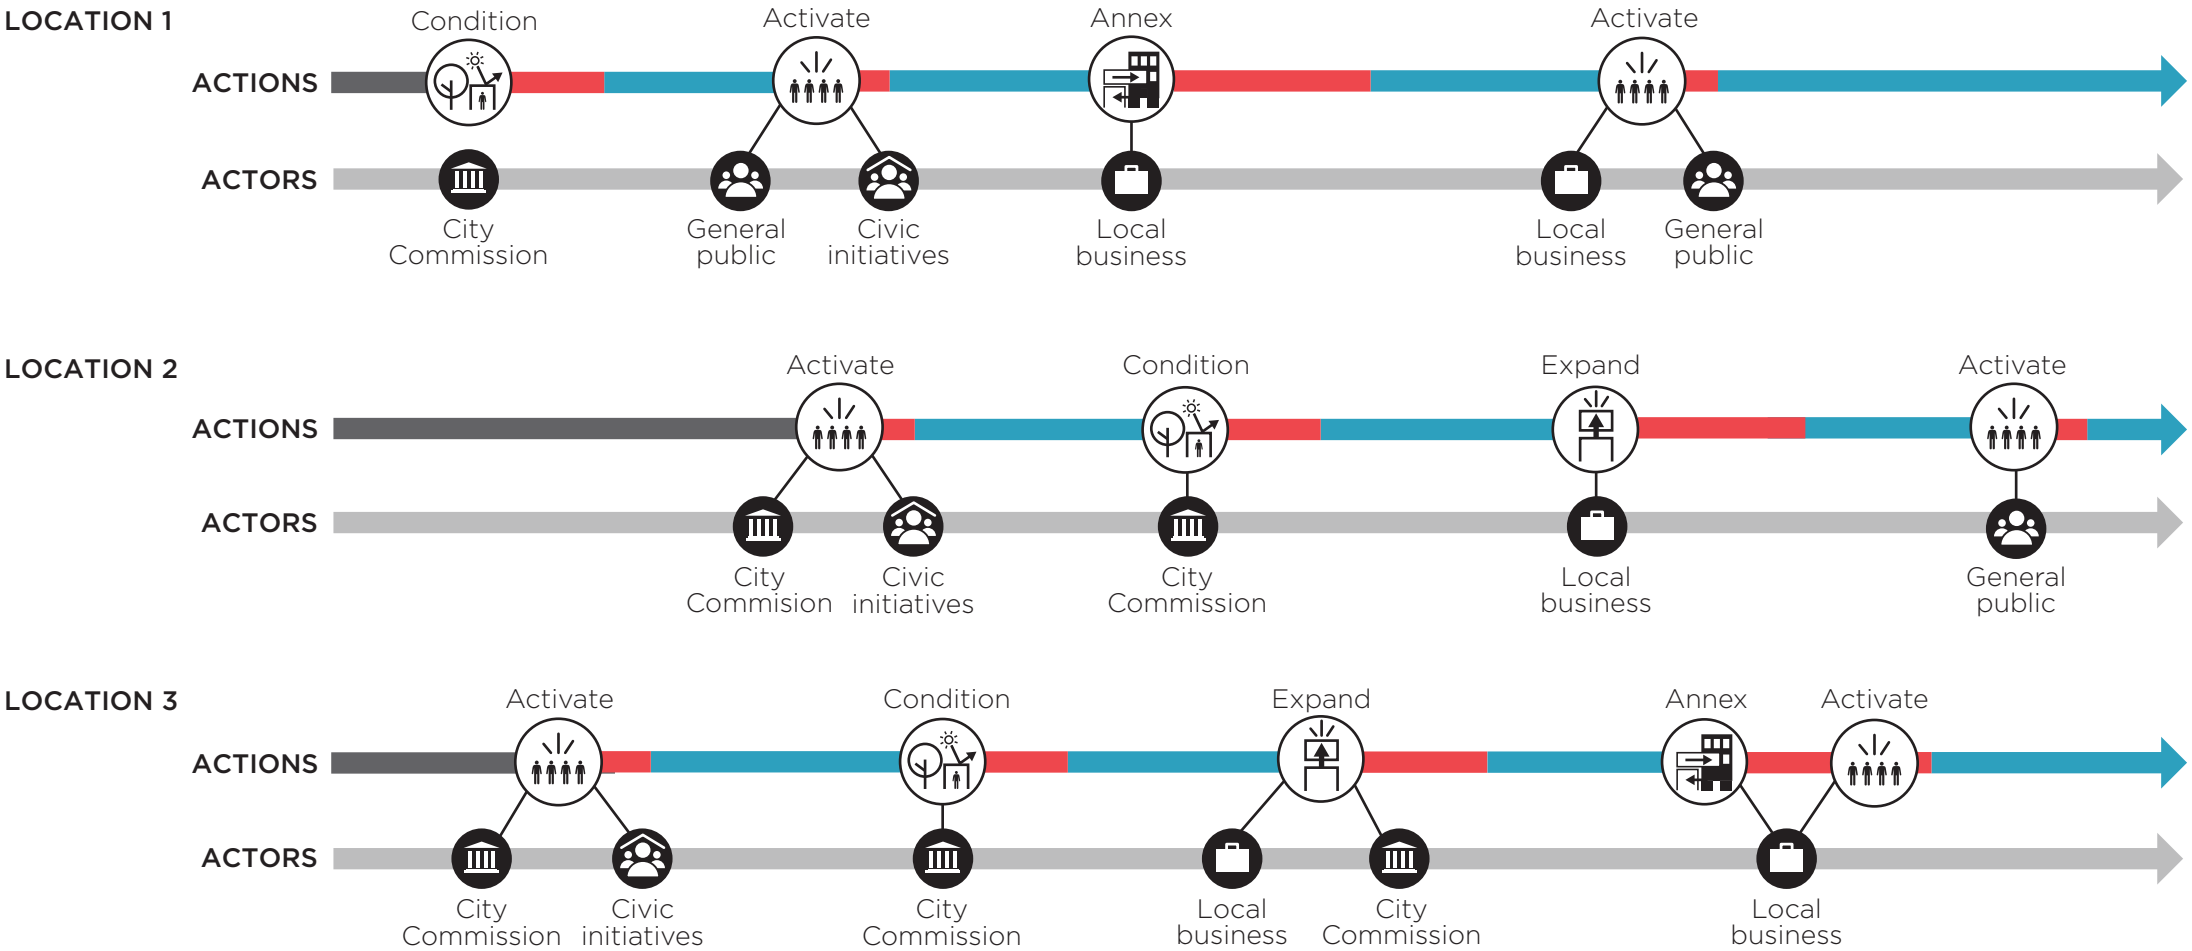 LOCATION 1
Condition
Activate
Annex
Activate
ACTIONS
ACTORS
City
Commission
General
public
Civic
initiatives
Local
business
Local
business
General
public
LOCATION 2
Activate
Condition
Expand
Activate
ACTIONS
ACTORS
City
Commision
Civic
initiatives
City
Commission
Local
business
General
public
LOCATION 3
Activate
Condition
Expand
Annex
Activate
ACTIONS
ACTORS
City
Commission
Civic
initiatives
City
Commission
Local
business
City
Commission
Local
business